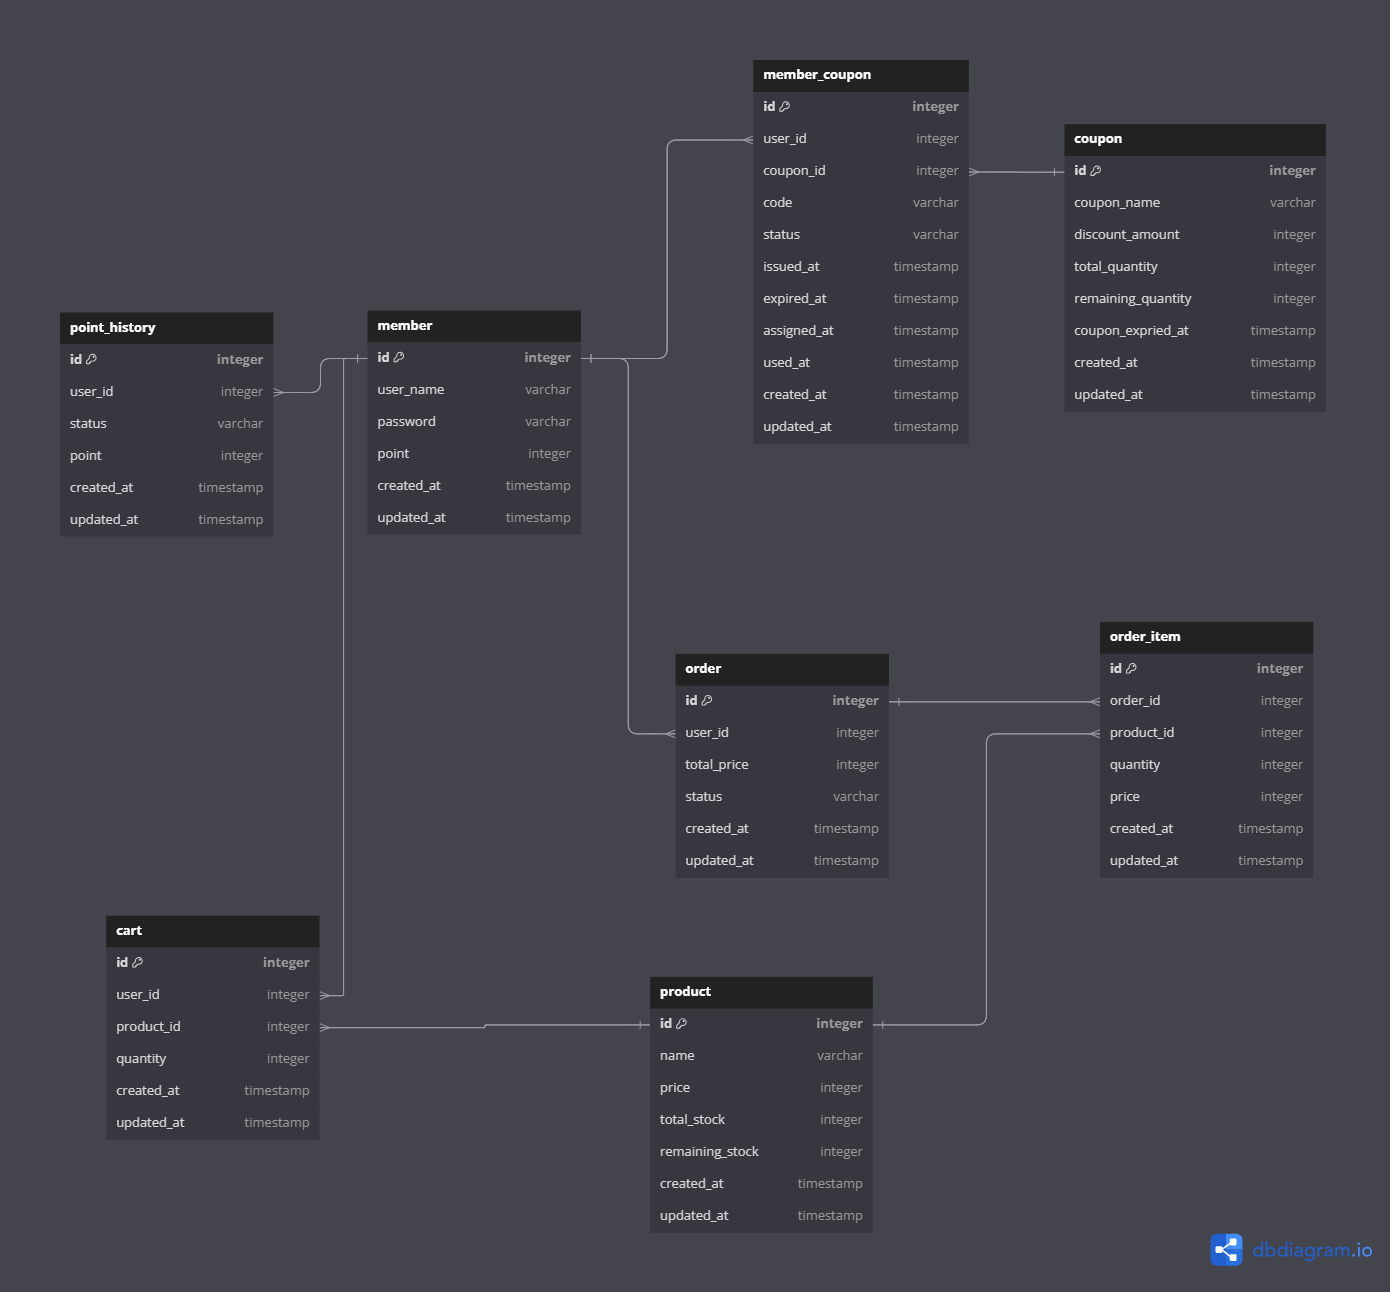 member_coupon
id integer
user_id integer
coupon_id integer
code varchar
status varchar
issued_at timestamp
expired_at timestamp
assigned_at timestamp
used_at timestamp
created_at timestamp
updated_at timestamp
coupon
id integer
coupon_name varchar
discount_amount integer
total_quantity integer
remaining_quantity integer
coupon_expried_at timestamp
created_at timestamp
updated_at timestamp
point_history
id integer
user_id integer
status varchar
point integer
created_at timestamp
updated_at timestamp
member
id integer
user_name varchar
password varchar
point integer
created_at timestamp
updated_at timestamp
order
id integer
user_id integer
total_price integer
status varchar
created_at timestamp
updated_at timestamp
order_item
id integer
order_id integer
product_id integer
quantity integer
price integer
created_at timestamp
updated_at timestamp
cart
id integer
user_id integer
product_id integer
quantity integer
created_at timestamp
updated_at timestamp
product
id integer
name varchar
price integer
total_stock integer
remaining_stock integer
created_at timestamp
updated_at timestamp
dbdiagram.io